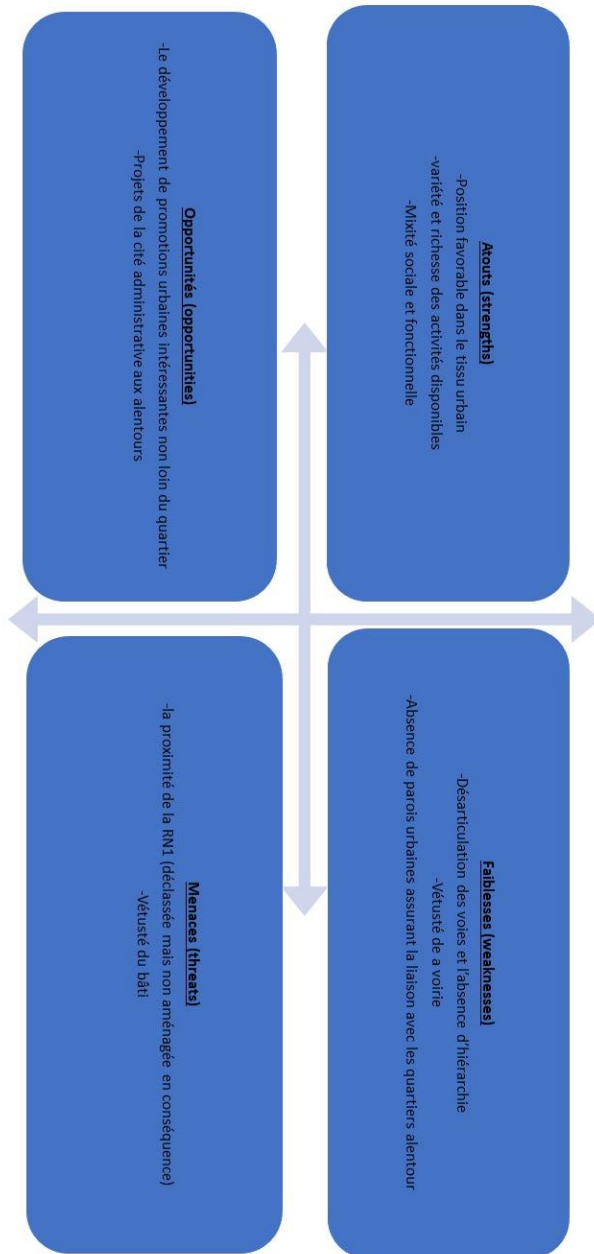 Atouts (strengths)
-Position favorable dans le tissu urbain
-variété et richesse des activités disponibles
-Mixité sociale et fonctionnelle
Faiblesses (weaknesses)
-Désarticulation des voies et l'absence d'hiérarchie
-Vétusté de a voirie
-Absence de parois urbaines assurant la liaison avec les quartiers alentour
Opportunités (opportunities)
-Le développement de promotions urbaines intéressantes non loin du quartier
-Projets de la cité administrative aux alentours
Menaces (threats)
-la proximité de la RN1 (déclassée mais non aménagée en conséquence)
-Vétusté du bâti